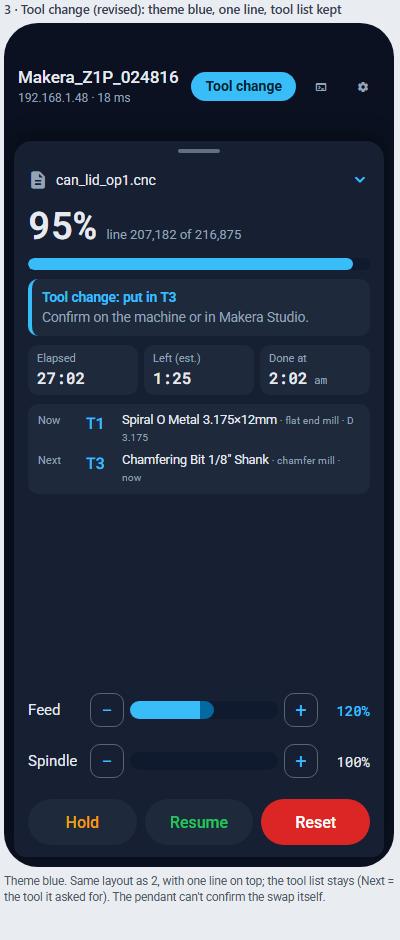 3 · Tool change (revised): theme blue, one line, tool list kept
Makera_Z1P_024816
192.168.1.48 · 18 ms
Tool change
can_lid_op1.cnc
95% line 207,182 of 216,875
Tool change: put in T3
Confirm on the machine or in Makera Studio.
Elapsed
27:02
Left (est.)
1:25
Done at
2:02 am
Now T1 Spiral O Metal 3.175×12mm · flat end mill · D
3.175
Next T3 Chamfering Bit 1/8" Shank · chamfer mill ·
now
Feed − + 120%
Spindle − + 100%
Hold
Resume
Reset
Theme blue. Same layout as 2, with one line on top; the tool list stays (Next =
the tool it asked for). The pendant can't confirm the swap itself.